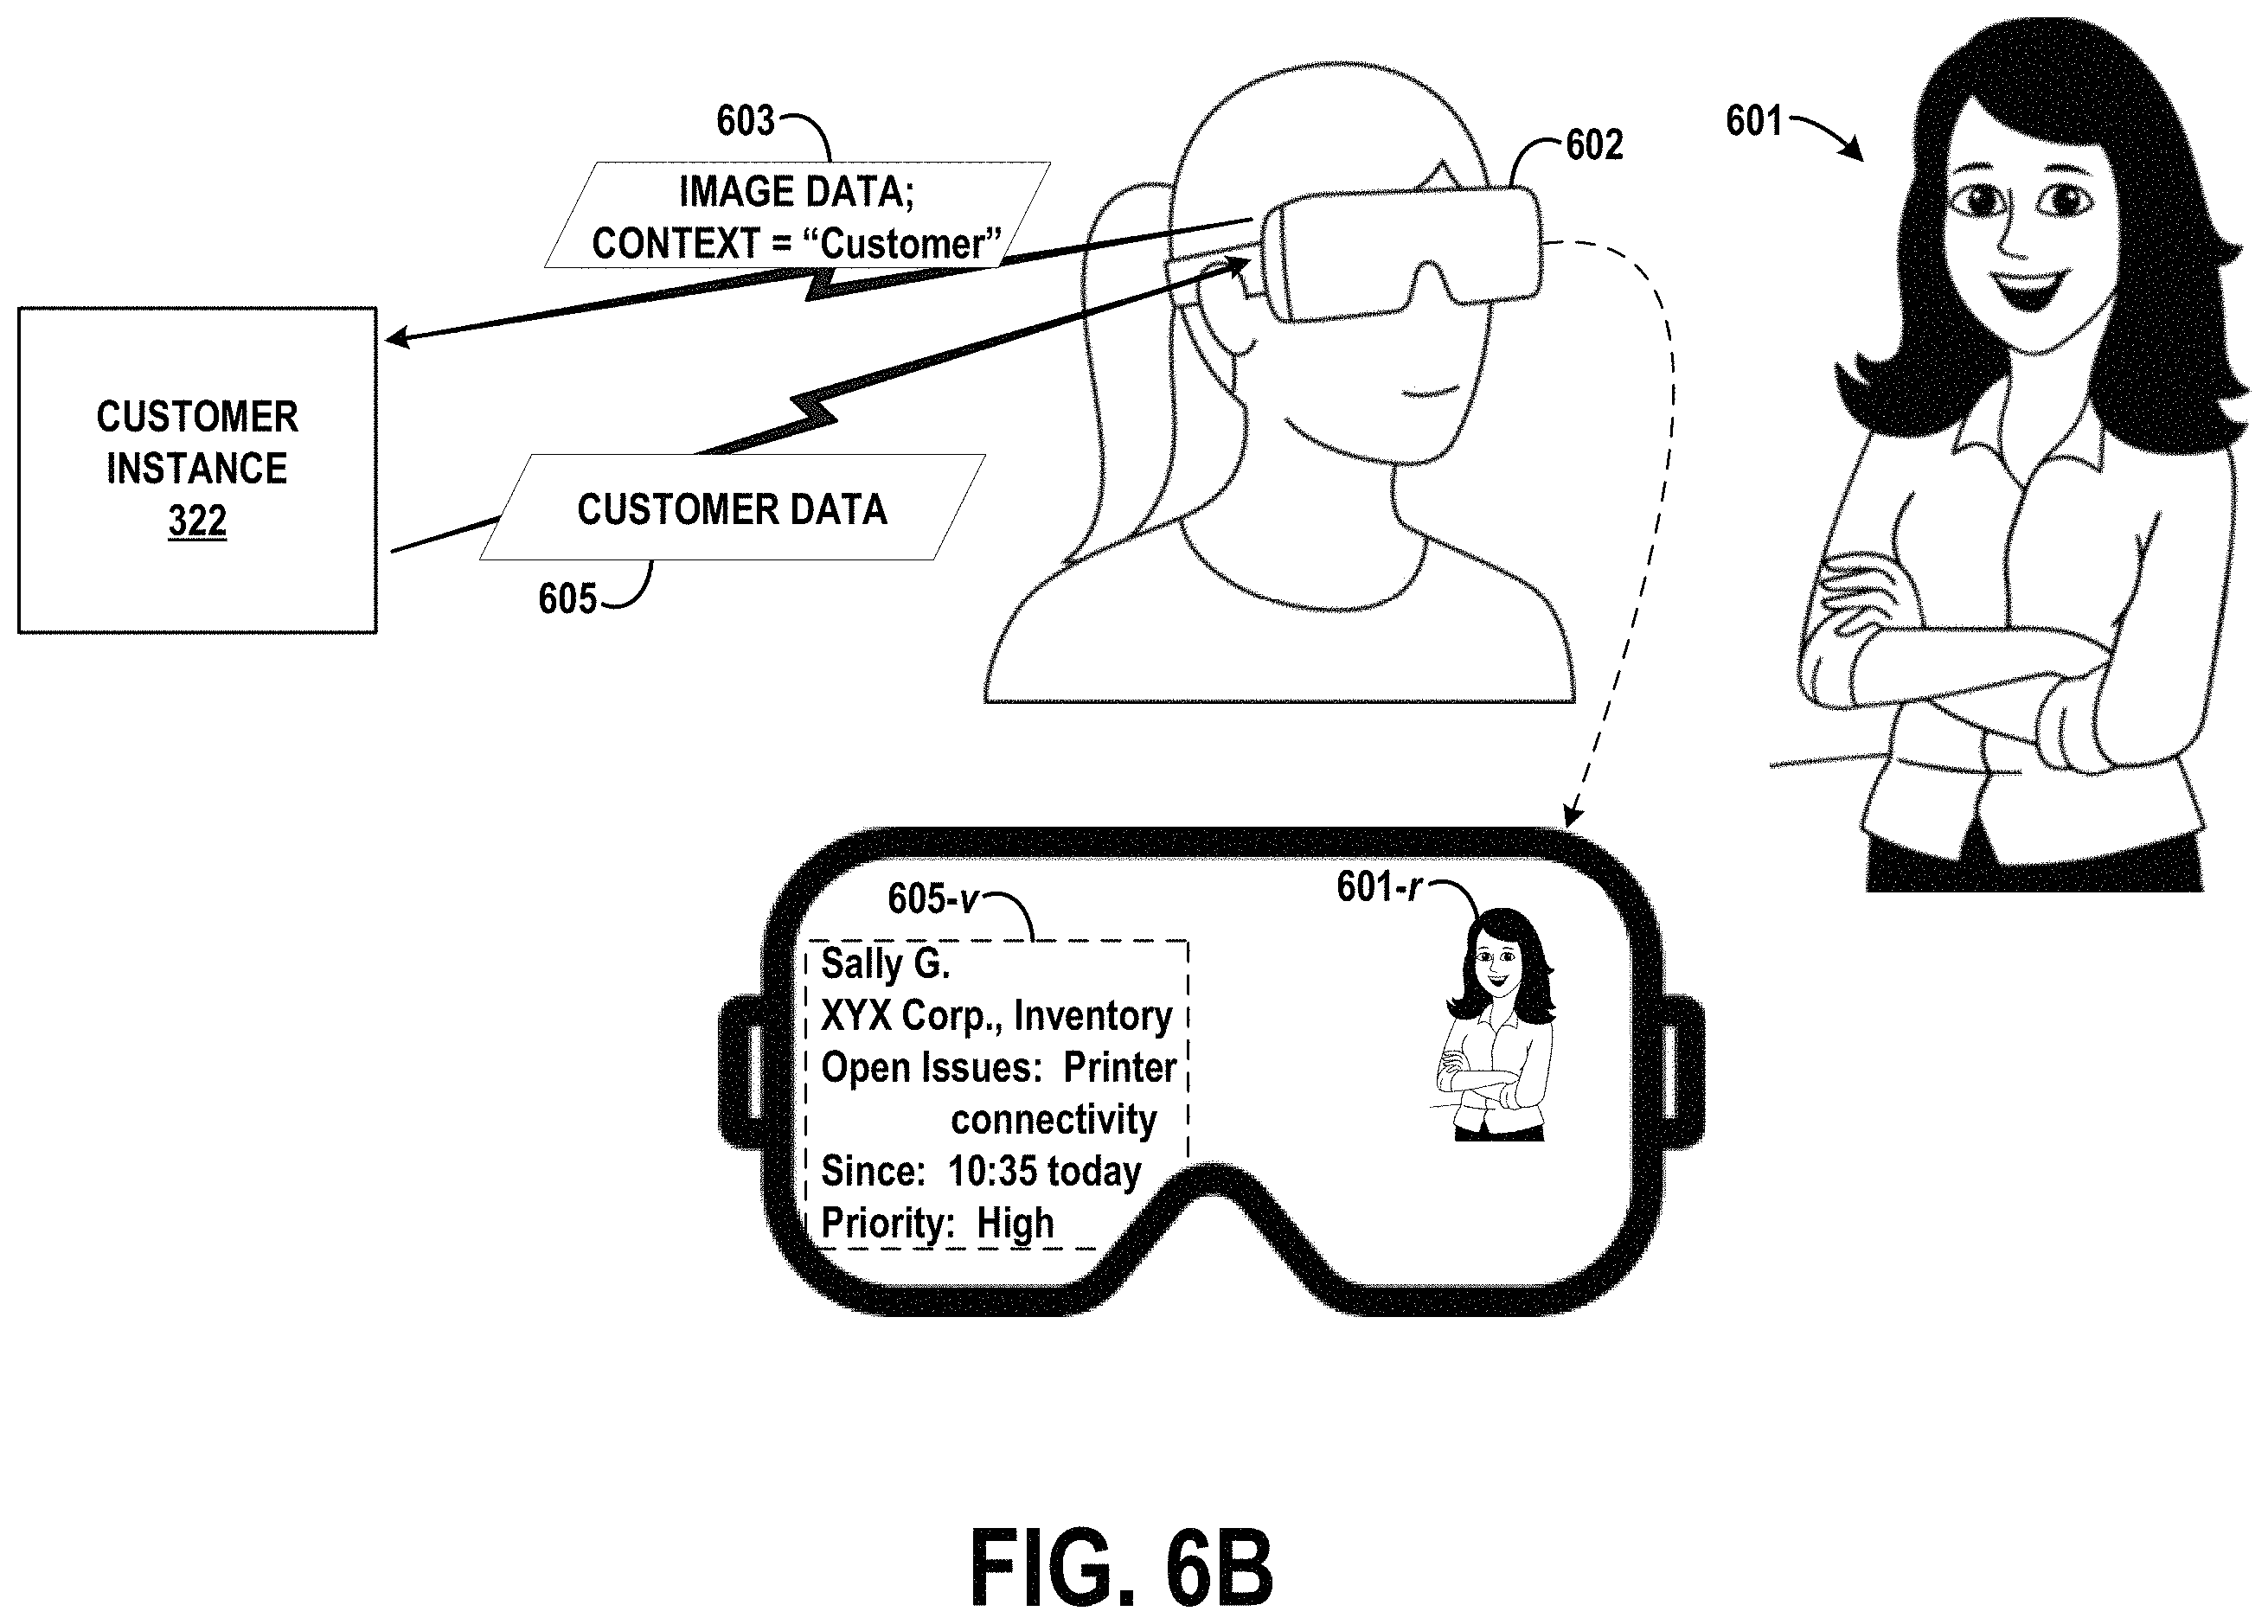 603
IMAGE DATA;
CONTEXT = “Customer”
602
601
CUSTOMER
INSTANCE
322
CUSTOMER DATA
605
605-v
601-r
Sally G.
XYX Corp., Inventory
Open Issues: Printer
connectivity
Since: 10:35 today
Priority: High
FIG. 6B